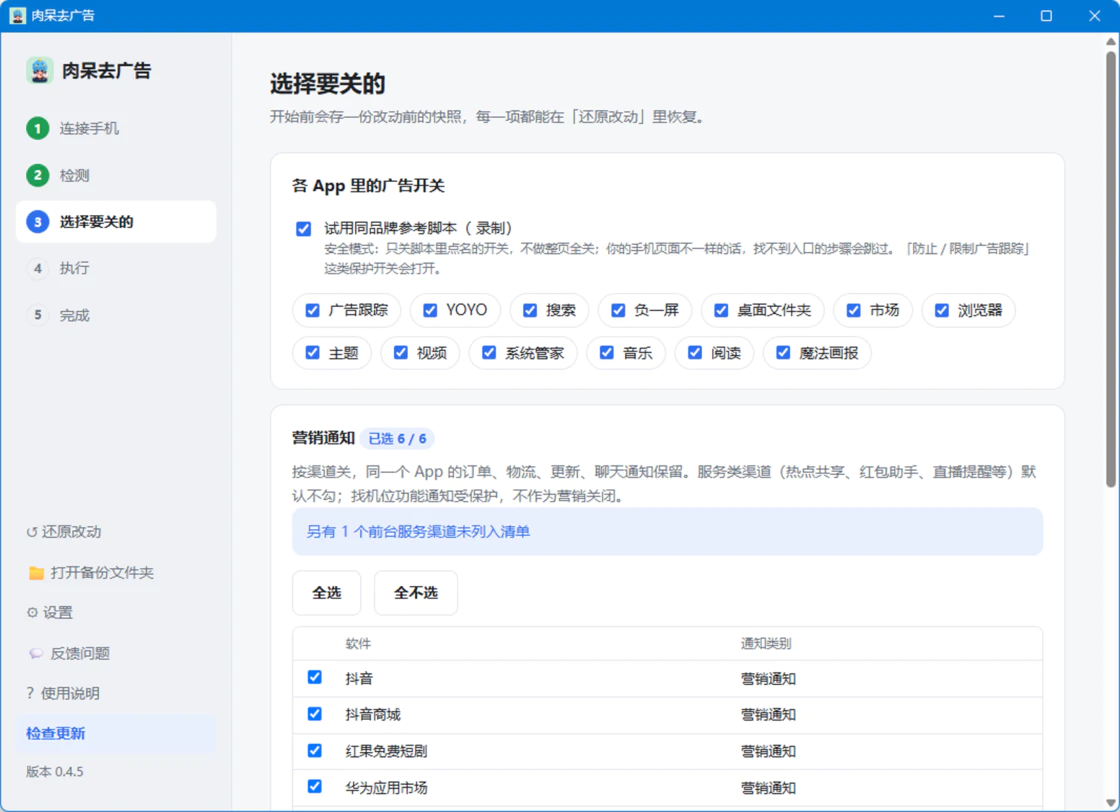 肉呆去广告
肉呆去广告
1 连接手机
2 检测
3 选择要关的
4 执行
5 完成
↺ 还原改动
打开备份文件夹
⚙ 设置
反馈问题
? 使用说明
检查更新
版本 0.4.5
选择要关的
开始前会存一份改动前的快照，每一项都能在「还原改动」里恢复。
各 App 里的广告开关
试用同品牌参考脚本（ 录制）
安全模式：只关脚本里点名的开关，不做整页全关；你的手机页面不一样的话，找不到入口的步骤会跳过。「防止 / 限制广告跟踪」
这类保护开关会打开。
广告跟踪 YOYO 搜索 负一屏 桌面文件夹 市场 浏览器
主题 视频 系统管家 音乐 阅读 魔法画报
营销通知 已选 6 / 6
按渠道关，同一个 App 的订单、物流、更新、聊天通知保留。服务类渠道（热点共享、红包助手、直播提醒等）默
认不勾；找机位功能通知受保护，不作为营销关闭。
另有 1 个前台服务渠道未列入清单
全选 全不选
软件 通知类别
抖音 营销通知
抖音商城 营销通知
红果免费短剧 营销通知
华为应用市场 营销通知